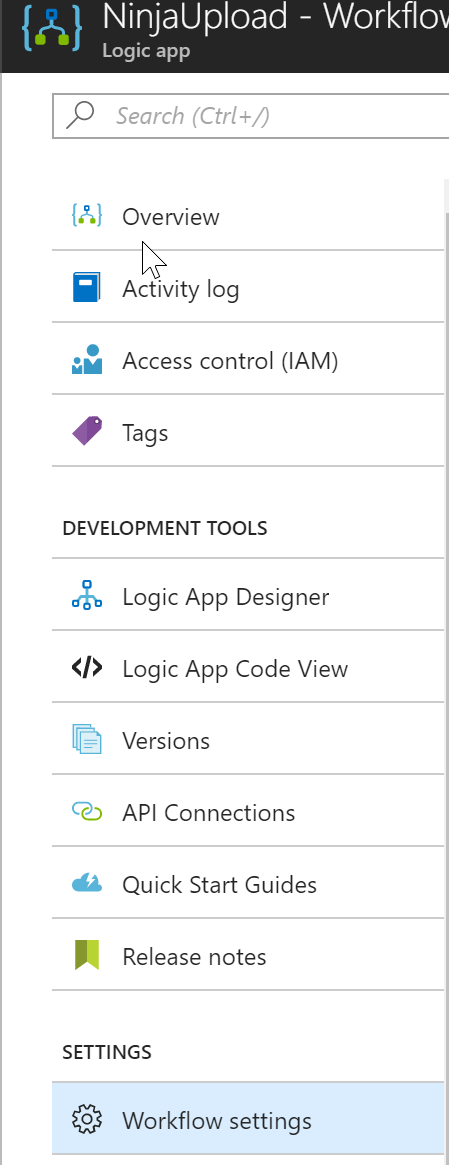 NinjaUpload - Workflow
Logic app
Search (Ctrl+/)
Overview
Activity log
Access control (IAM)
Tags
DEVELOPMENT TOOLS
Logic App Designer
Logic App Code View
Versions
API Connections
Quick Start Guides
Release notes
SETTINGS
Workflow settings